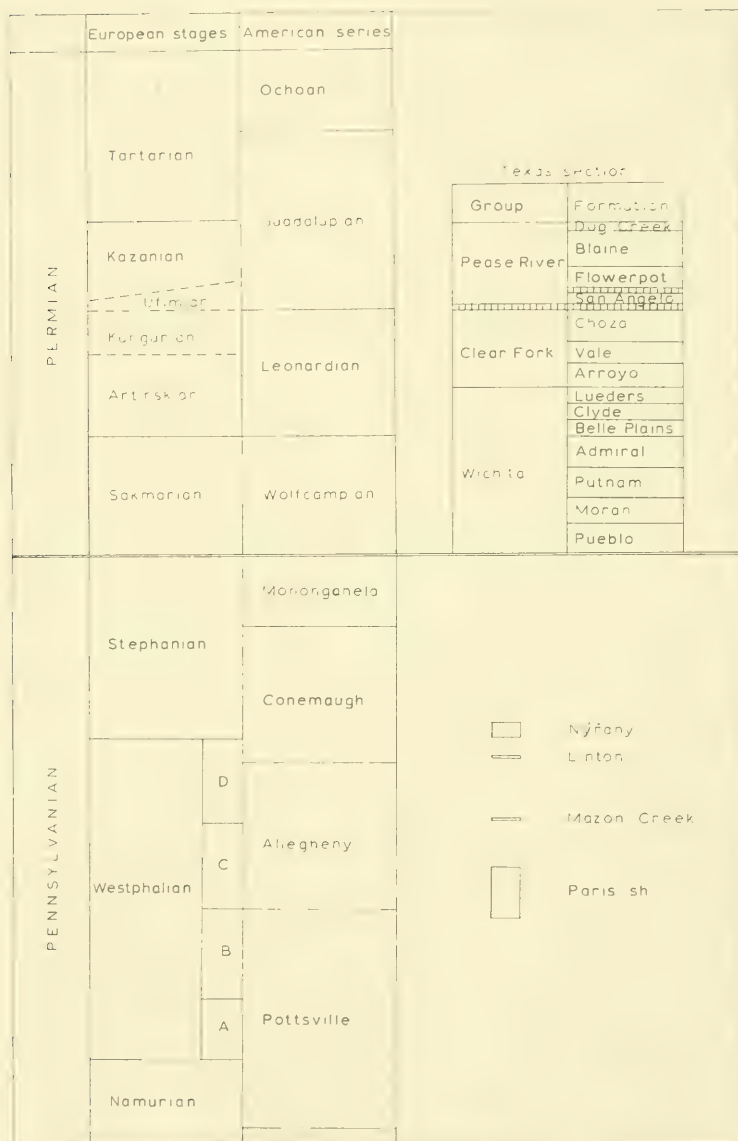 European stages American series
PERMIAN
Ochoan
Tartarian
Kazanian
Leonardian
Sakmarian
Texas section
Group Formation
Dog Creek
Pease River
Blaine
Flowerpot
San Angelo
Clear Fork
Choza
Vale
Arroyo
Wichita
Lueders
Clyde
Belle Plains
Admiral
Putnam
Moran
Pueblo
PENNSYLVANIAN
Stephanian
Conemaugh
Westphalian
D
C
B
A
Allegheny
Pottsville
Namurian
Nýřany
Linton
Mazon Creek